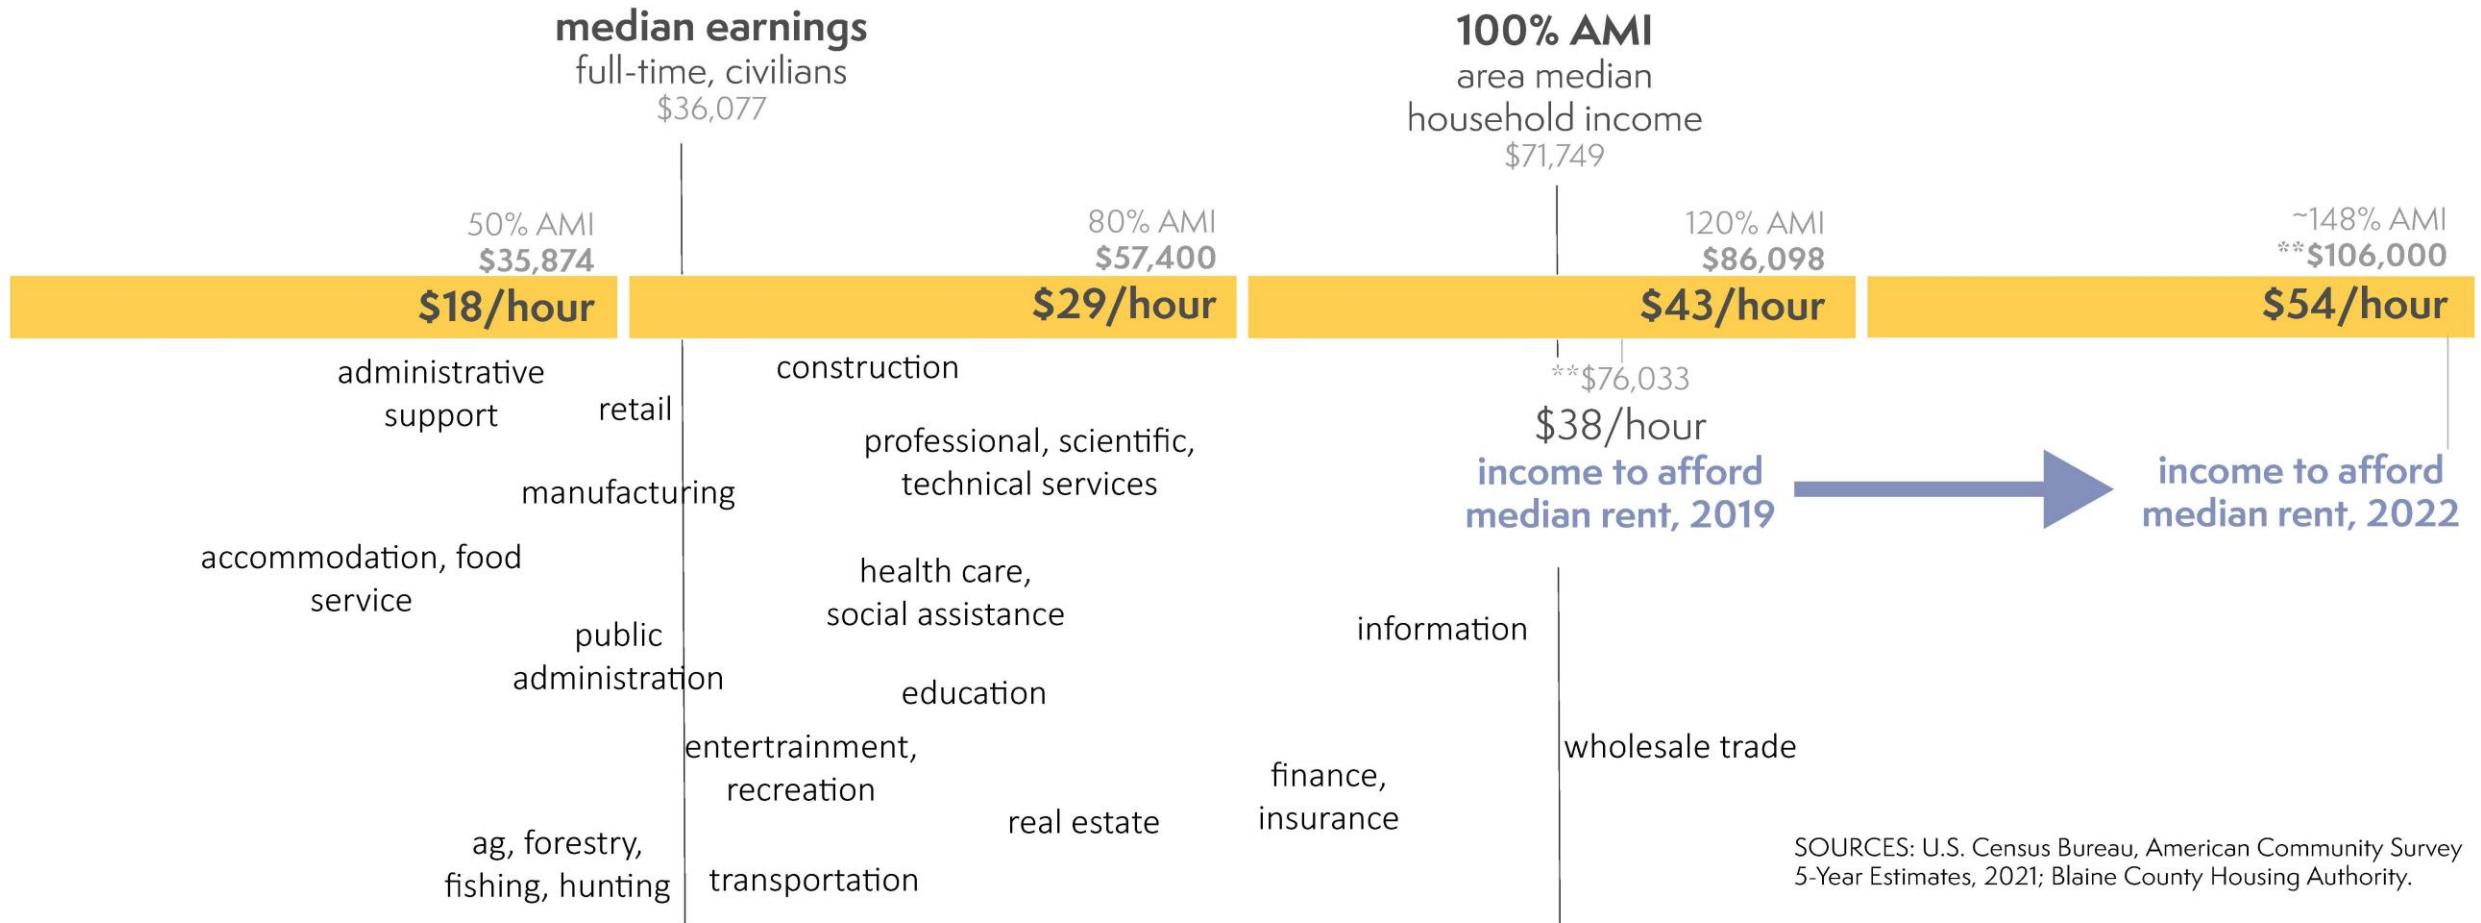 median earnings
full-time, civilians
$36,077
100% AMI
area median
household income
$71,749
50% AMI
$35,874
80% AMI
$57,400
120% AMI
$86,098
~148% AMI
**$106,000
$18/hour
$29/hour
$43/hour
$54/hour
administrative
support
retail
manufacturing
accommodation, food
service
public
administration
ag, forestry,
fishing, hunting
construction
professional, scientific,
technical services
health care,
social assistance
education
entertrainment,
recreation
real estate
transportation
**$76,033
$38/hour
income to afford
median rent, 2019
income to afford
median rent, 2022
information
finance,
insurance
wholesale trade
SOURCES: U.S. Census Bureau, American Community Survey
5-Year Estimates, 2021; Blaine County Housing Authority.